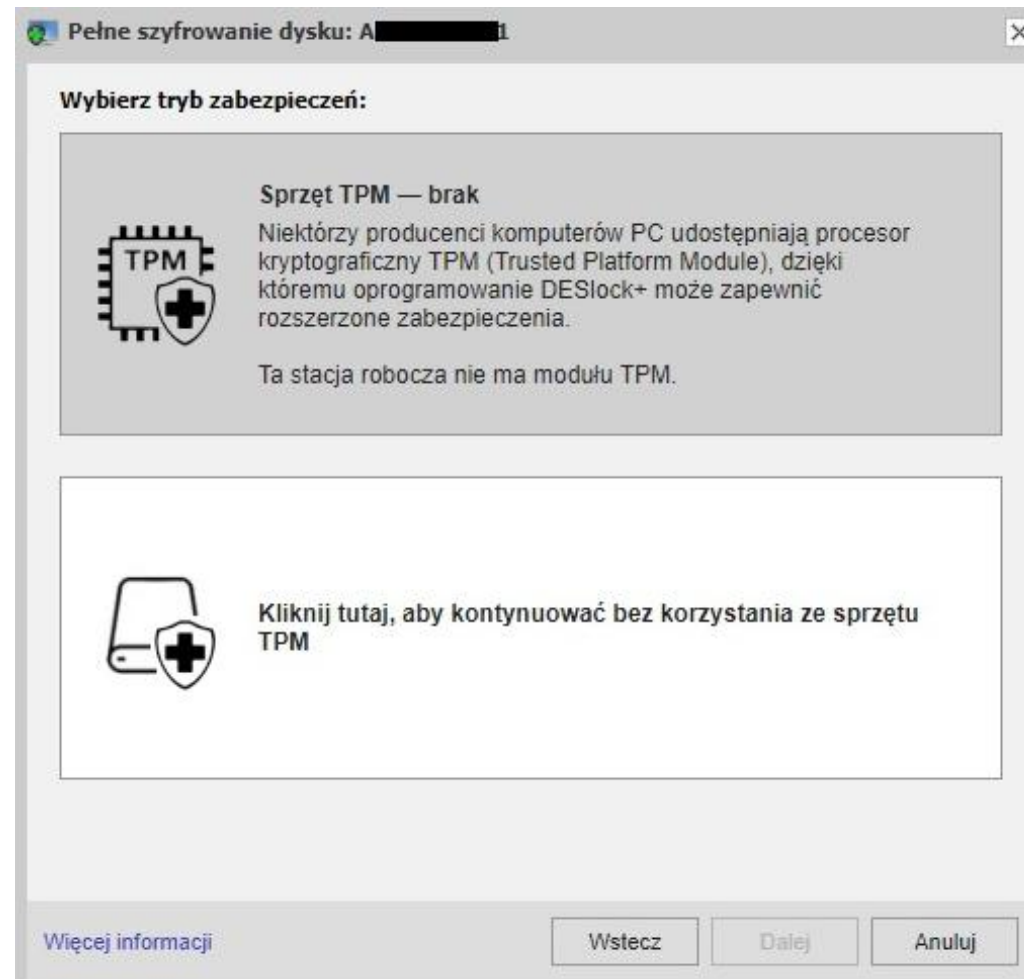 Pełne szyfrowanie dysku: A 1
Wybierz tryb zabezpieczeń:
Sprzęt TPM — brak
Niektórzy producenci komputerów PC udostępniają procesor
kryptograficzny TPM (Trusted Platform Module), dzięki
któremu oprogramowanie DESlock+ może zapewnić
rozszerzone zabezpieczenia.
Ta stacja robocza nie ma modułu TPM.
TPM
Kliknij tutaj, aby kontynuować bez korzystania ze sprzętu
TPM
Więcej informacji
Wstecz
Dalej
Anuluj